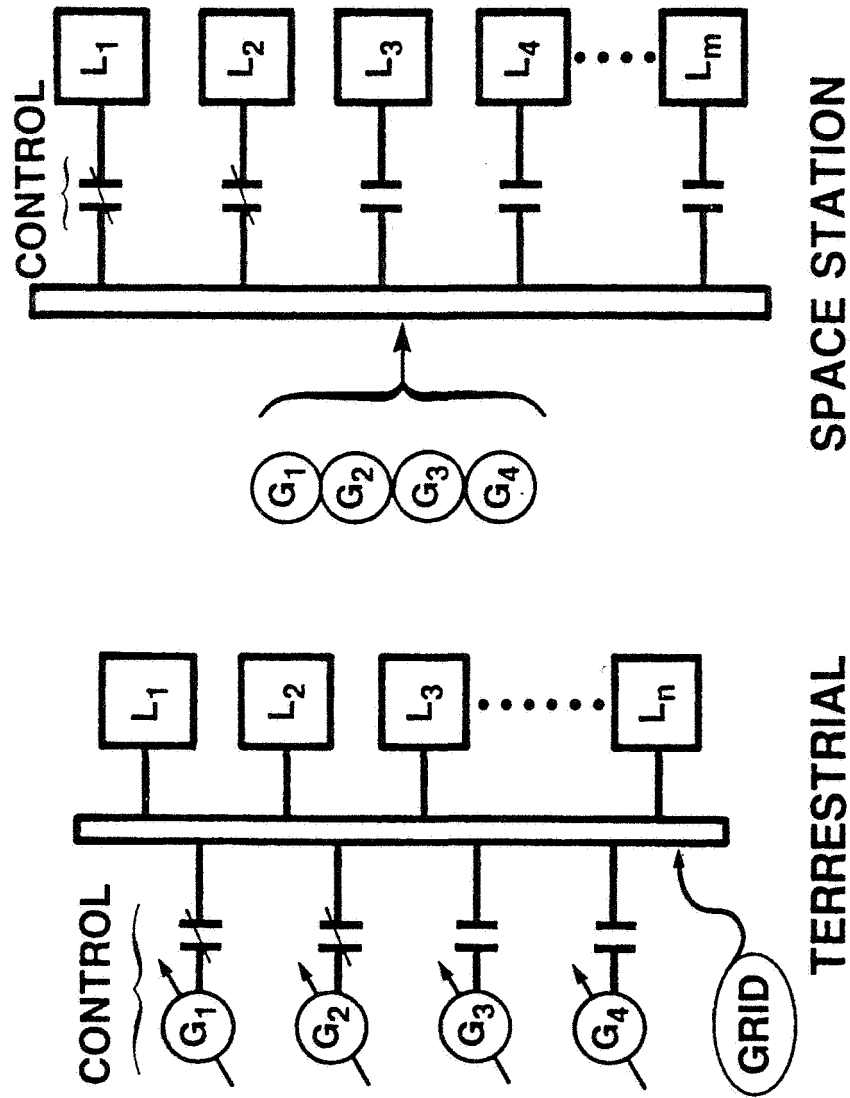 CONTROL
G1
G2
G3
G4
GRID
L1
L2
L3
Ln
TERRESTRIAL
G1
G2
G3
G4
CONTROL
L1
L2
L3
L4
Lm
SPACE STATION